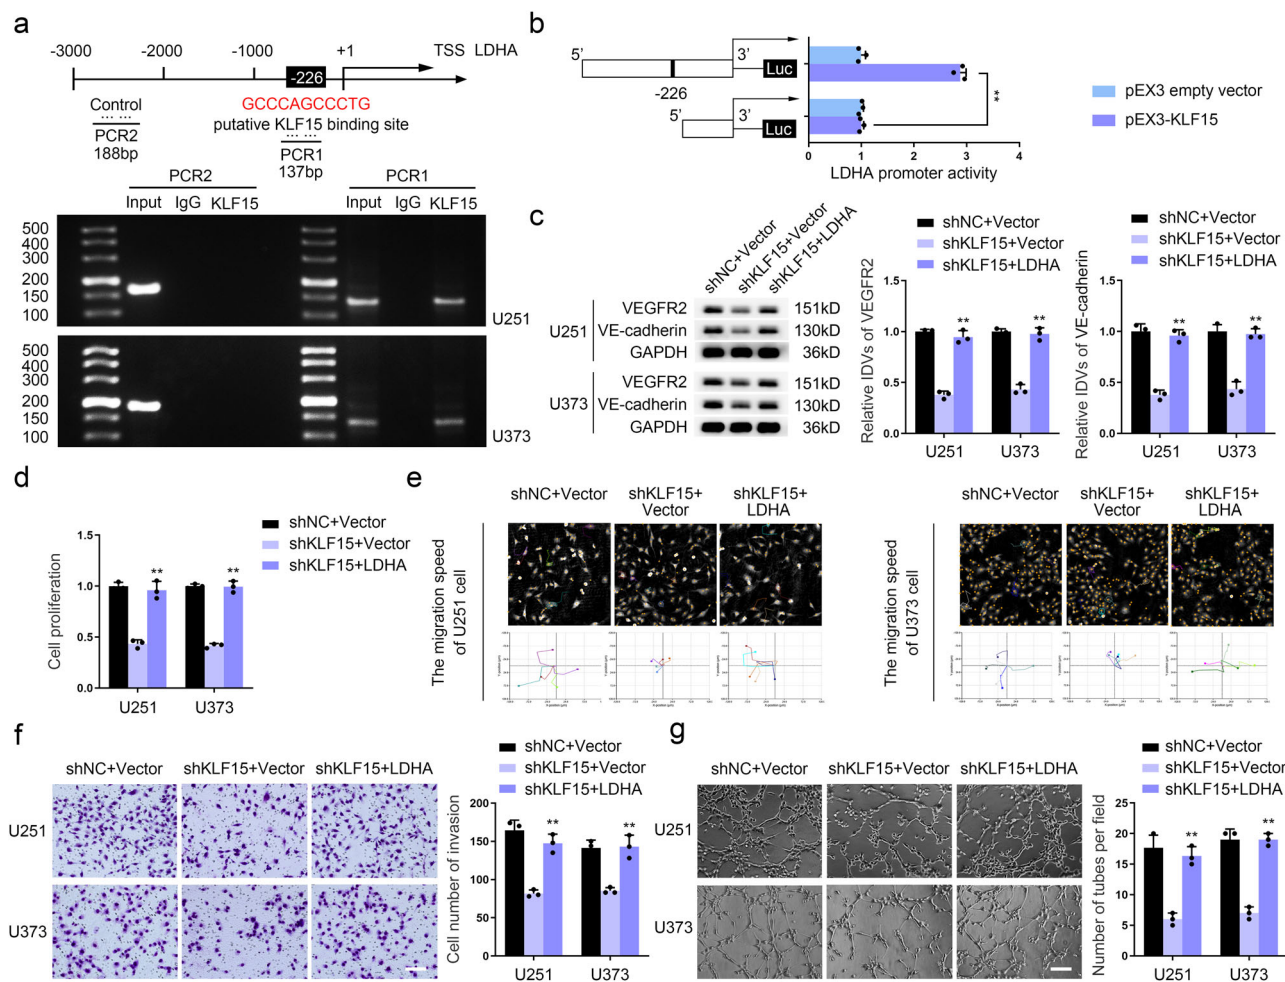 a
-3000
-2000
-1000
+1
TSS LDHA
-226
Control
GCCCAGCCCTG
putative KLF15 binding site
PCR2
188bp
PCR1
137bp
PCR2
PCR1
Input IgG KLF15
Input IgG KLF15
500
400
300
200
150
100
U251
500
400
300
200
150
100
U373
b
5’
3’
Luc
-226
5’
3’
Luc
**
0 1 2 3 4
LDHA promoter activity
pEX3 empty vector
pEX3-KLF15
c
shNC+Vector
shKLF15+Vector
shKLF15+LDHA
U251
VEGFR2 151kD
VE-cadherin 130kD
GAPDH 36kD
U373
VEGFR2 151kD
VE-cadherin 130kD
GAPDH 36kD
shNC+Vector
shKLF15+Vector
shKLF15+LDHA
Relative IDVs of VEGFR2
1.5
1.0
0.5
0.0
** **
U251 U373
shNC+Vector
shKLF15+Vector
shKLF15+LDHA
Relative IDVs of VE-cadherin
1.5
1.0
0.5
0.0
** **
U251 U373
d
shNC+Vector
shKLF15+Vector
shKLF15+LDHA
Cell proliferation
1.5
1.0
0.5
0.0
** **
U251 U373
e
shNC+Vector
shKLF15+
Vector
shKLF15+
LDHA
The migration speed
of U251 cell
shNC+Vector
shKLF15+
Vector
shKLF15+
LDHA
The migration speed
of U373 cell
f
shNC+Vector shKLF15+Vector shKLF15+LDHA
U251
U373
shNC+Vector
shKLF15+Vector
shKLF15+LDHA
Cell number of invasion
200
150
100
50
0
** **
U251 U373
g
shNC+Vector shKLF15+Vector shKLF15+LDHA
U251
U373
shNC+Vector
shKLF15+Vector
shKLF15+LDHA
Number of tubes per field
25
20
15
10
5
0
** **
U251 U373